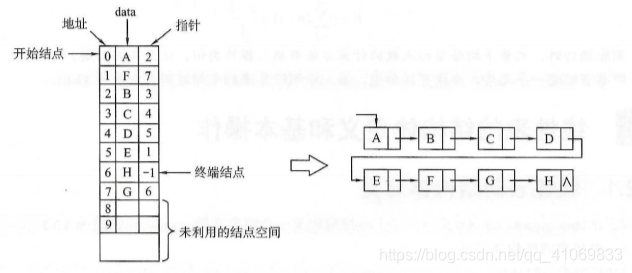 data
地址
指针
开始结点
0 A 2
1 F 7
2 B 3
3 C 4
4 D 5
5 E 1
6 H -1
终端结点
7 G 6
8
9
未利用的结点空间
A B C D
E F G H ∧
https://blog.csdn.net/qq_41069833